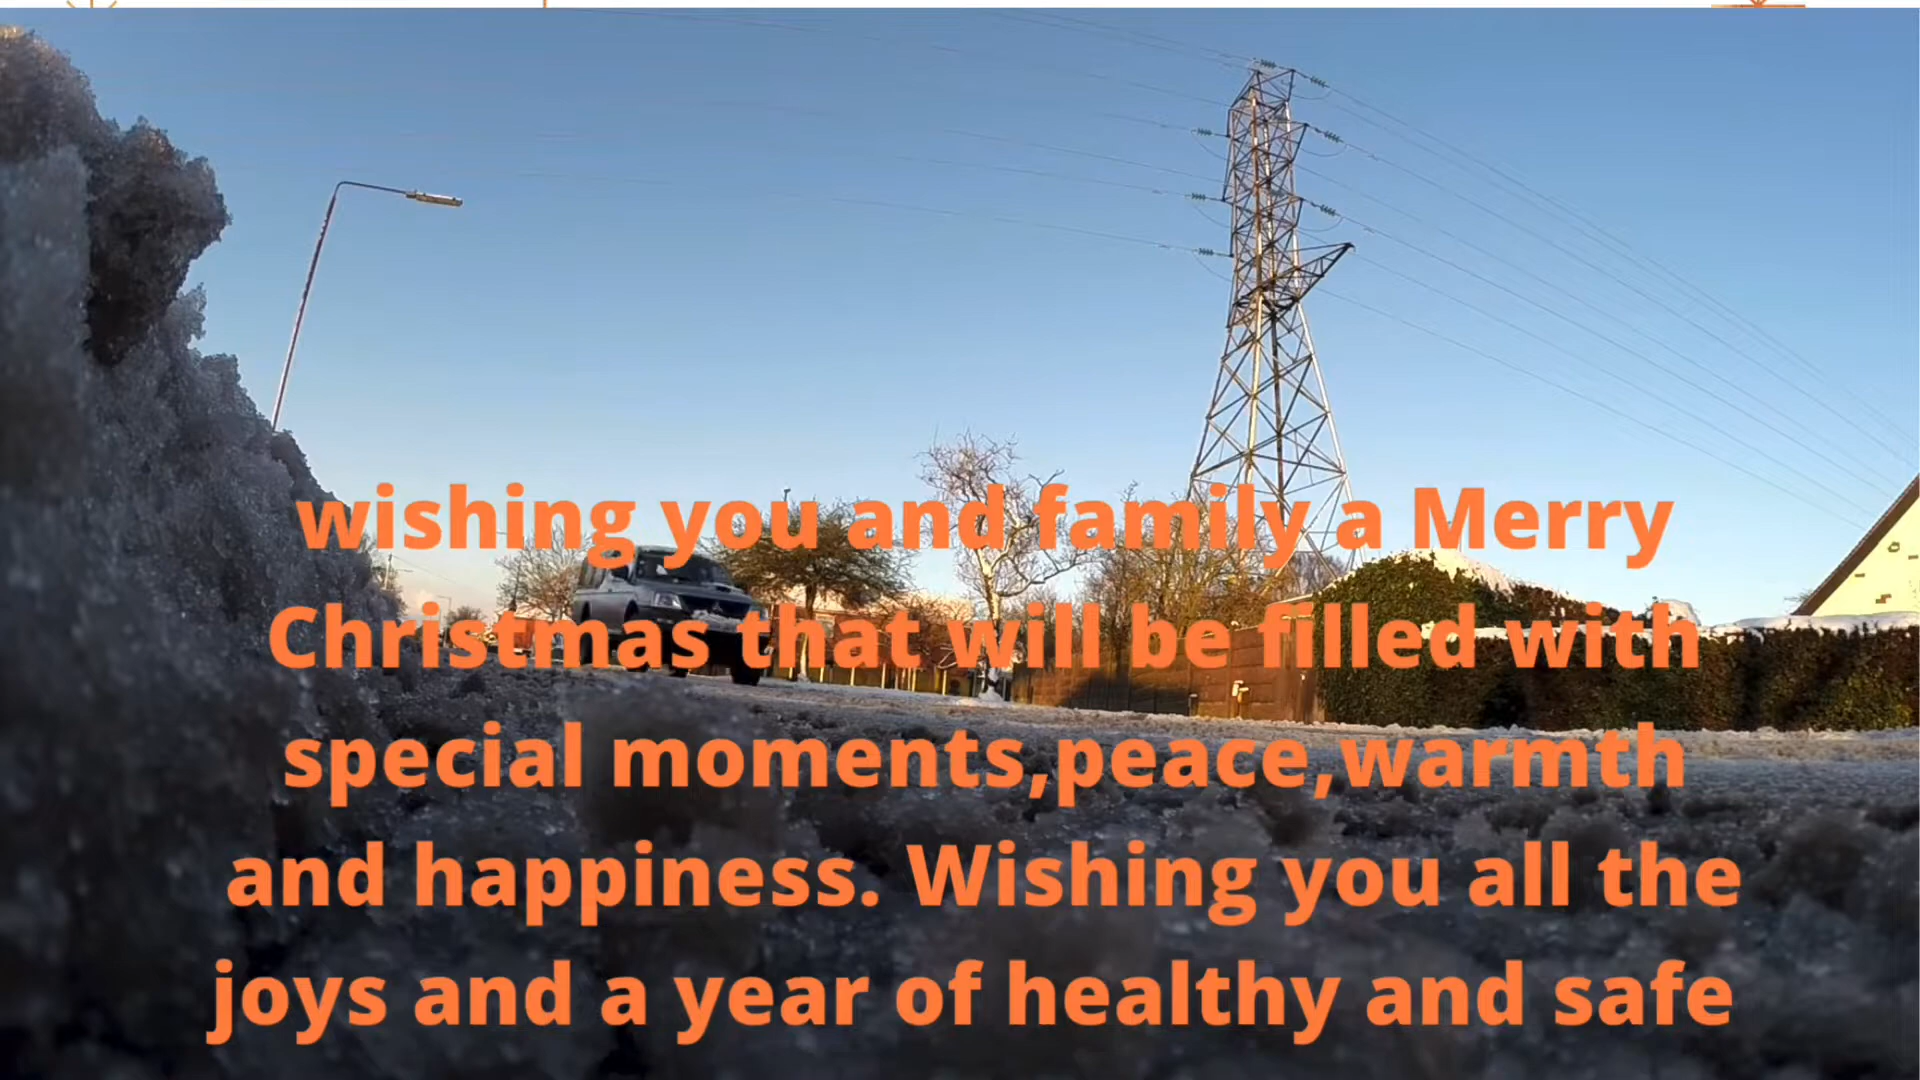 wishing you and family a Merry
Christmas that will be filled with
special moments,peace,warmth
and happiness. Wishing you all the
joys and a year of healthy and safe